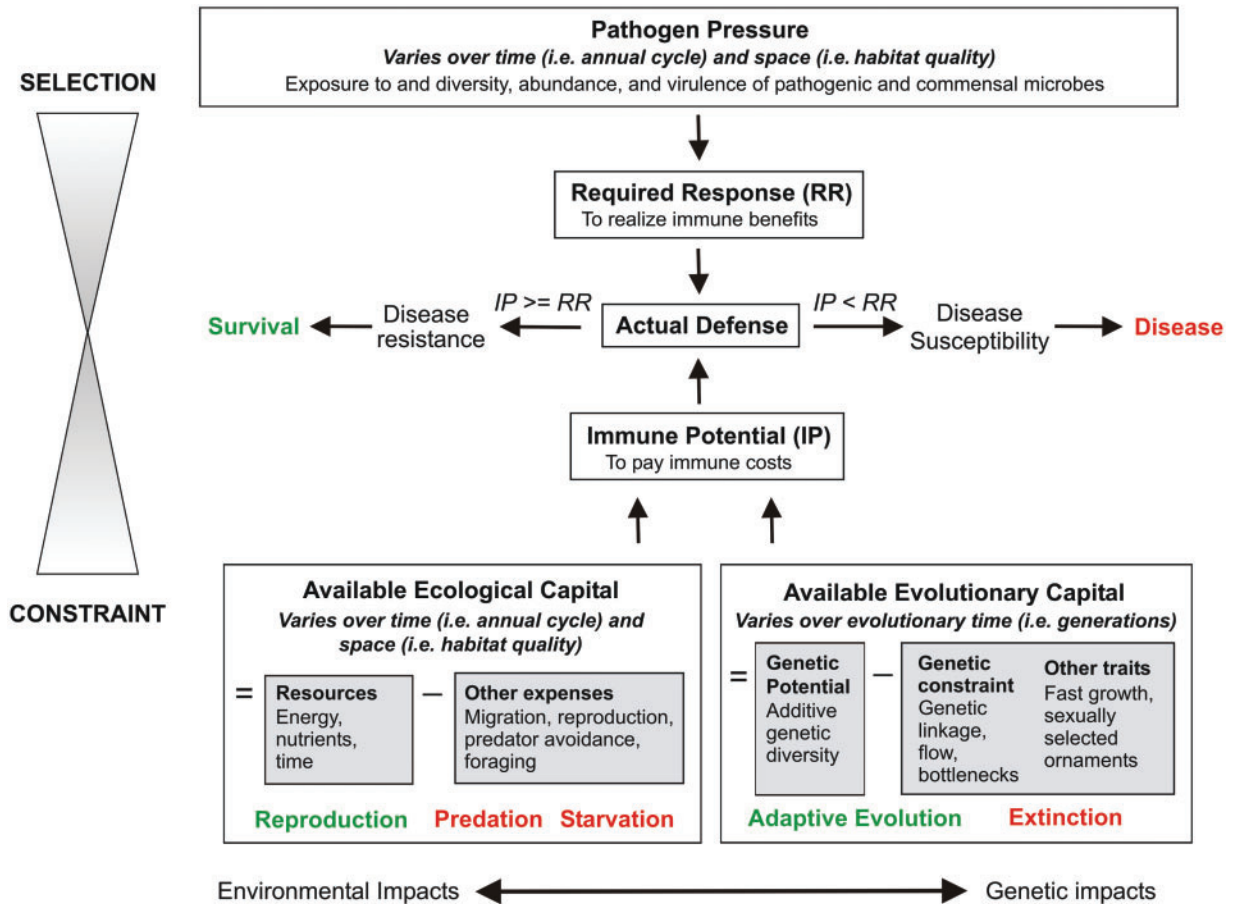 Pathogen Pressure
Varies over time (i.e. annual cycle) and space (i.e. habitat quality)
Exposure to and diversity, abundance, and virulence of pathogenic and commensal microbes
SELECTION
Required Response (RR)
To realize immune benefits
Survival
Disease
resistance
IP >= RR
Actual Defense
IP < RR
Disease
Susceptibility
Disease
Immune Potential (IP)
To pay immune costs
CONSTRAINT
Available Ecological Capital
Varies over time (i.e. annual cycle) and
space (i.e. habitat quality)
=
Resources
Energy,
nutrients,
time
–
Other expenses
Migration, reproduction,
predator avoidance,
foraging
Reproduction
Predation
Starvation
Available Evolutionary Capital
Varies over evolutionary time (i.e. generations)
=
Genetic
Potential
Additive
genetic
diversity
–
Genetic
constraint
Genetic
linkage,
flow,
bottlenecks
Other traits
Fast growth,
sexually
selected
ornaments
Adaptive Evolution
Extinction
Environmental Impacts
Genetic impacts